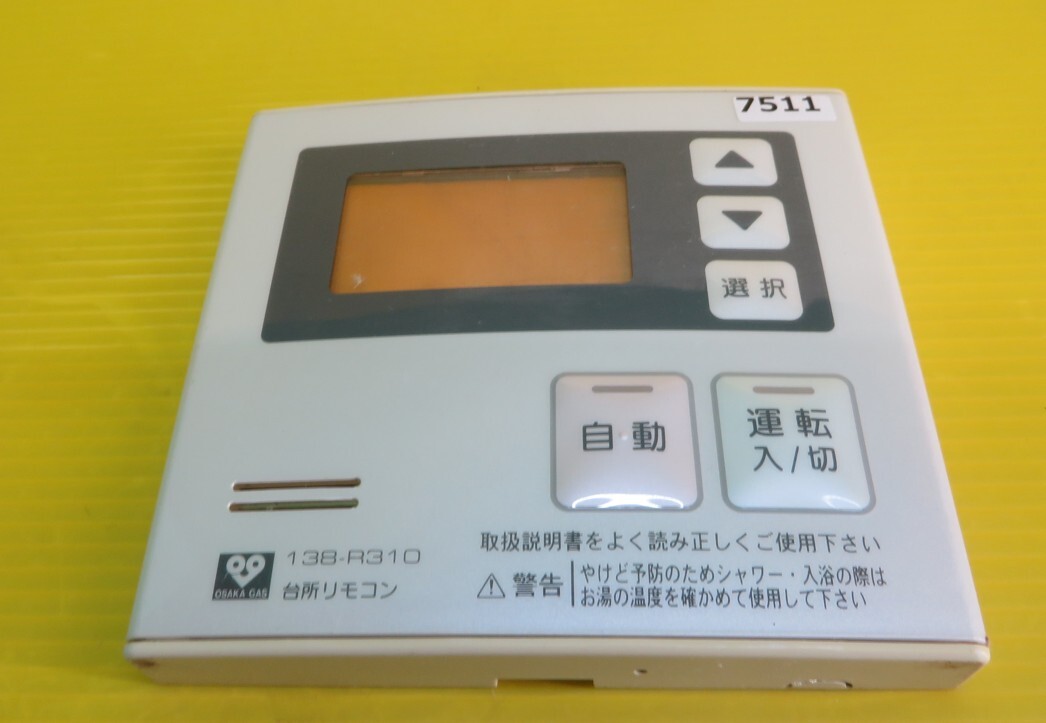 7511
▲
▼
選択
自動
運転
入/切
取扱説明書をよく読み正しくご使用下さい
138-R310
OSAKA GAS
台所リモコン
警告
やけど予防のためシャワー・入浴の際は
お湯の温度を確かめて使用して下さい